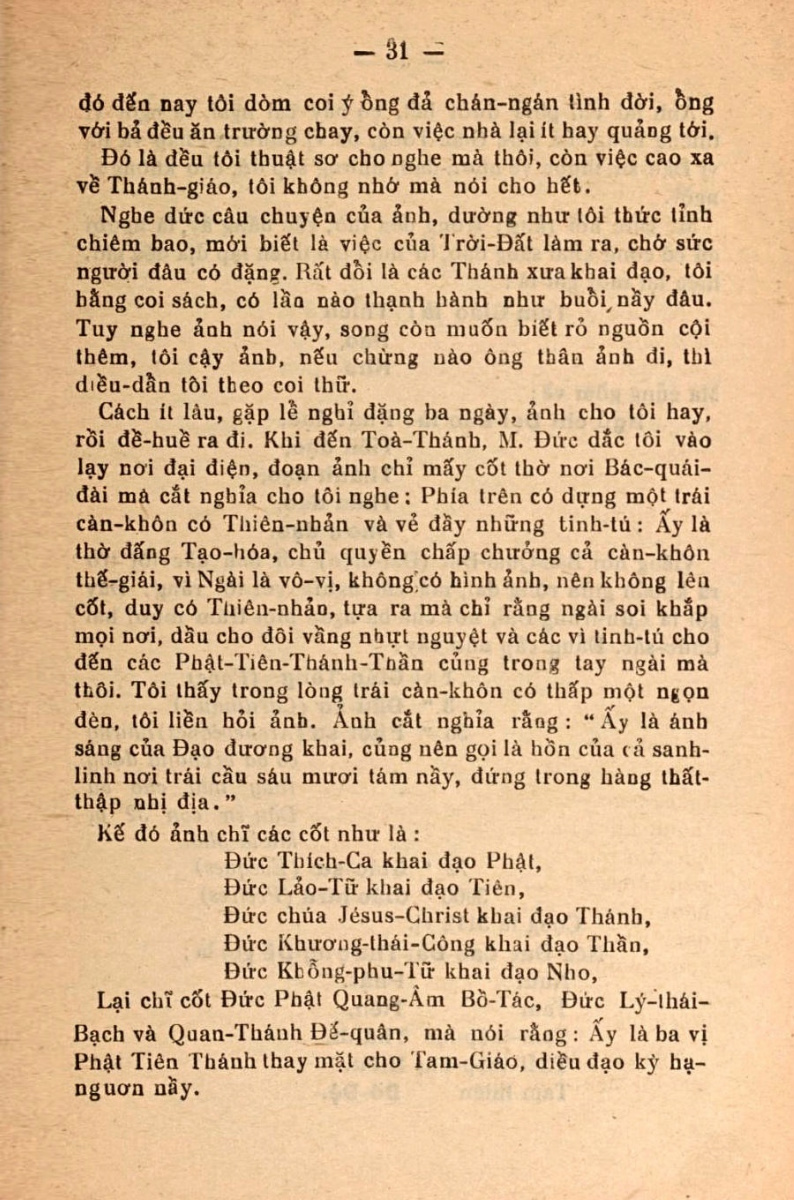 — 31 —
đó đến nay tôi dòm coi ý ổng đả chán-ngán tình đời, ổng
với bả đều ăn trường chay, còn việc nhà lại ít hay quảng tới.
Đó là đều tôi thuật sơ cho nghe mà thôi, còn việc cao xa
về Thánh-giáo, tôi không nhớ mà nói cho hết.
Nghe dức câu chuyện của ảnh, dường như tôi thức tỉnh
chiêm bao, mới biết là việc của Trời-Đất làm ra, chớ sức
người đâu có đặng. Rất dổi là các Thánh xưa khai đạo, tôi
hằng coi sách, có lần nào thạnh hành như buổi nầy đâu.
Tuy nghe ảnh nói vậy, song còn muốn biết rỏ nguồn cội
thêm, tôi cậy ảnh, nếu chừng nào ông thân ảnh đi, thì
diều-dẫn tôi theo coi thữ.
Cách ít lâu, gặp lể nghỉ đặng ba ngày, ảnh cho tôi hay,
rồi đề-huề ra đi. Khi đến Toà-Thánh, M. Đức dắc tôi vào
lạy nơi đại điện, đoạn ảnh chỉ mấy cốt thờ nơi Bác-quái-
đài má cắt nghĩa cho tôi nghe : Phía trên có dựng một trái
càn-khôn có Thiên-nhản và vẻ đầy những tinh-tú : Ấy là
thờ đấng Tạo-hóa, chủ quyền chấp chưởng cả càn-khôn
thế-giái, vì Ngài là vô-vị, không có hình ảnh, nên không lên
cốt, duy có Thiên-nhản, tựa ra mà chỉ rằng ngài soi khắp
mọi nơi, dầu cho đôi vầng nhựt nguyệt và các vì tinh-tú cho
đến các Phật-Tiên-Thánh-Thần củng trong tay ngài mà
thôi. Tôi thấy trong lòng trái càn-khôn có thấp một ngọn
đèn, tôi liền hỏi ảnh. Ảnh cắt nghĩa rằng : “ Ấy là ánh
sáng của Đạo đương khai, củng nên gọi là hồn của cả sanh-
linh nơi trái cầu sáu mươi tám nầy, đứng trong hàng thất-
thập nhị địa. ”
Kế đó ảnh chĩ các cốt như là :
Đức Thích-Ca khai đạo Phật,
Đức Lảo-Tữ khai đạo Tiên,
Đức chúa Jésus-Christ khai đạo Thánh,
Đức Khương-thái-Công khai đạo Thần,
Đức Khổng-phu-Tữ khai đạo Nho,
Lại chĩ cốt Đức Phật Quang-Âm Bồ-Tác, Đức Lý-thái-
Bạch và Quan-Thánh Đế-quân, mà nói rằng : Ấy là ba vị
Phật Tiên Thánh thay mặt cho Tam-Giáo, diều đạo kỳ hạ-
nguơn nầy.